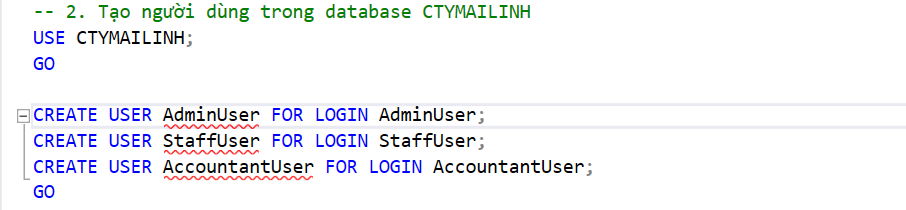 -- 2. Tạo người dùng trong database CTYMAILINH
USE CTYMAILINH;
GO
CREATE USER AdminUser FOR LOGIN AdminUser;
CREATE USER StaffUser FOR LOGIN StaffUser;
CREATE USER AccountantUser FOR LOGIN AccountantUser;
GO